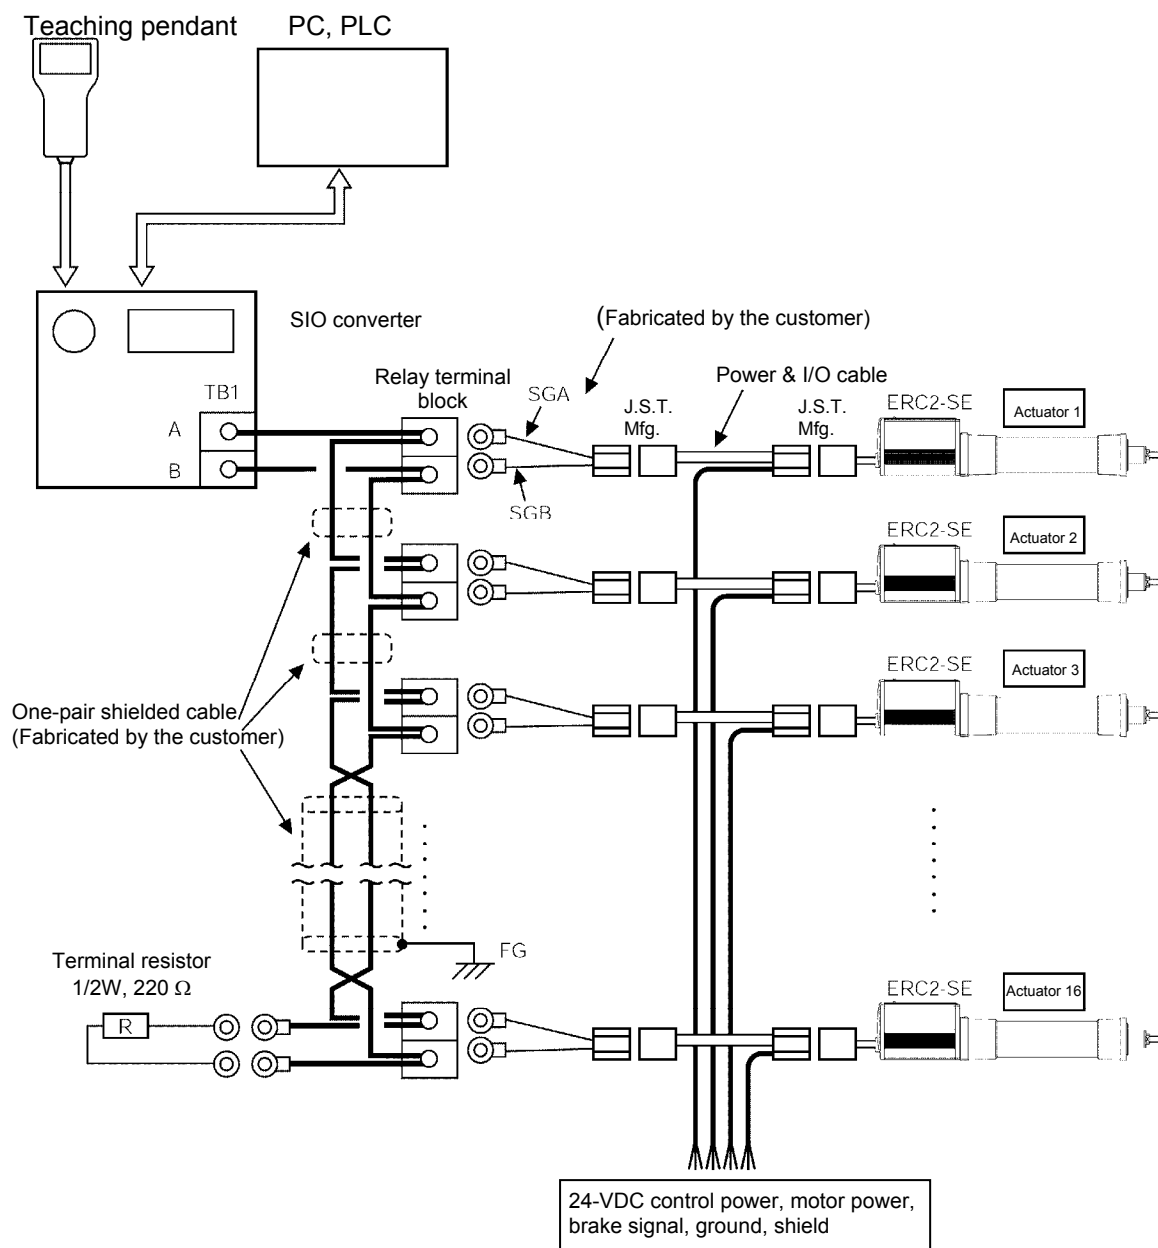 Teaching pendant
PC, PLC
SIO converter
(Fabricated by the customer)
TB1
A
B
Relay terminal
block
SGA
SGB
Power & I/O cable
J.S.T.
Mfg.
J.S.T.
Mfg.
ERC2-SE
Actuator 1
ERC2-SE
Actuator 2
ERC2-SE
Actuator 3
One-pair shielded cable
(Fabricated by the customer)
FG
Terminal resistor
1/2W, 220 Ω
R
ERC2-SE
Actuator 16
24-VDC control power, motor power,
brake signal, ground, shield